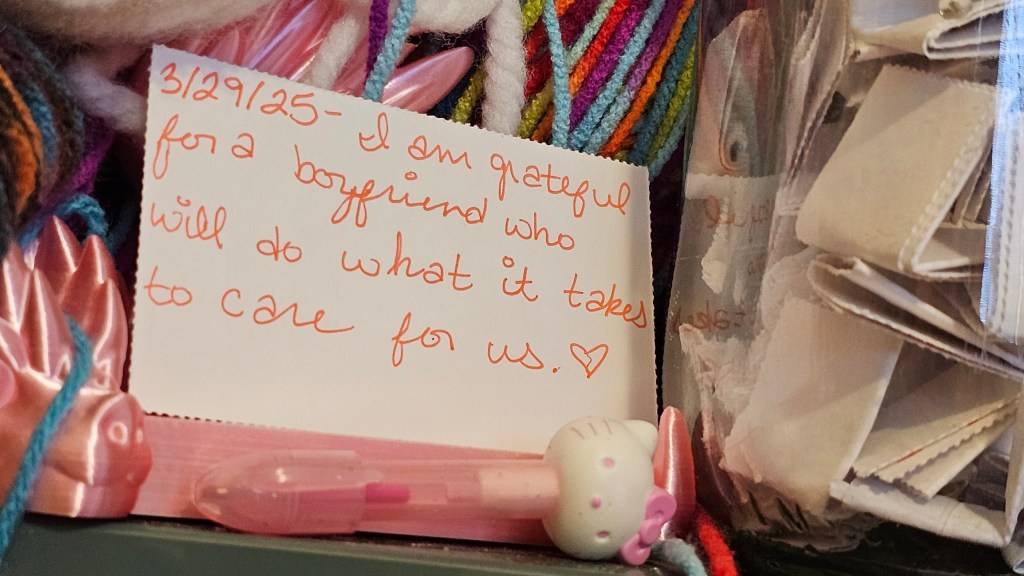 3/29/25- I am grateful
for a boyfriend who
will do what it takes
to care for us. ♡